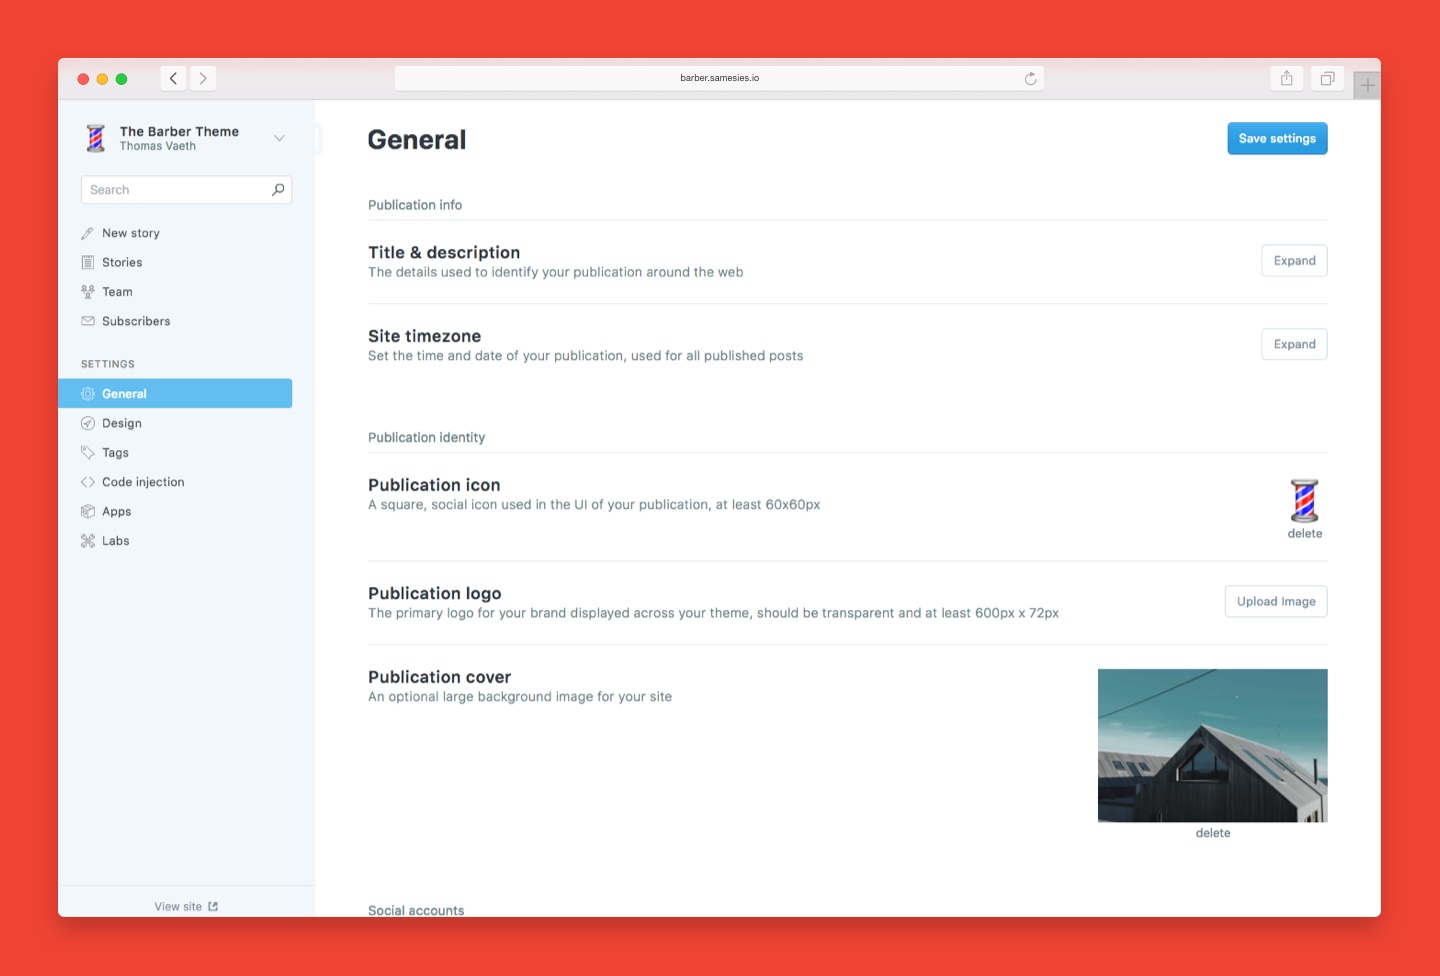 barber.samesies.io
The Barber Theme
Thomas Vaeth
Search
New story
Stories
Team
Subscribers
SETTINGS
General
Design
Tags
Code injection
Apps
Labs
View site
General
Save settings
Publication info
Title & description
The details used to identify your publication around the web
Expand
Site timezone
Set the time and date of your publication, used for all published posts
Expand
Publication identity
Publication icon
A square, social icon used in the UI of your publication, at least 60x60px
delete
Publication logo
The primary logo for your brand displayed across your theme, should be transparent and at least 600px x 72px
Upload Image
Publication cover
An optional large background image for your site
delete
Social accounts